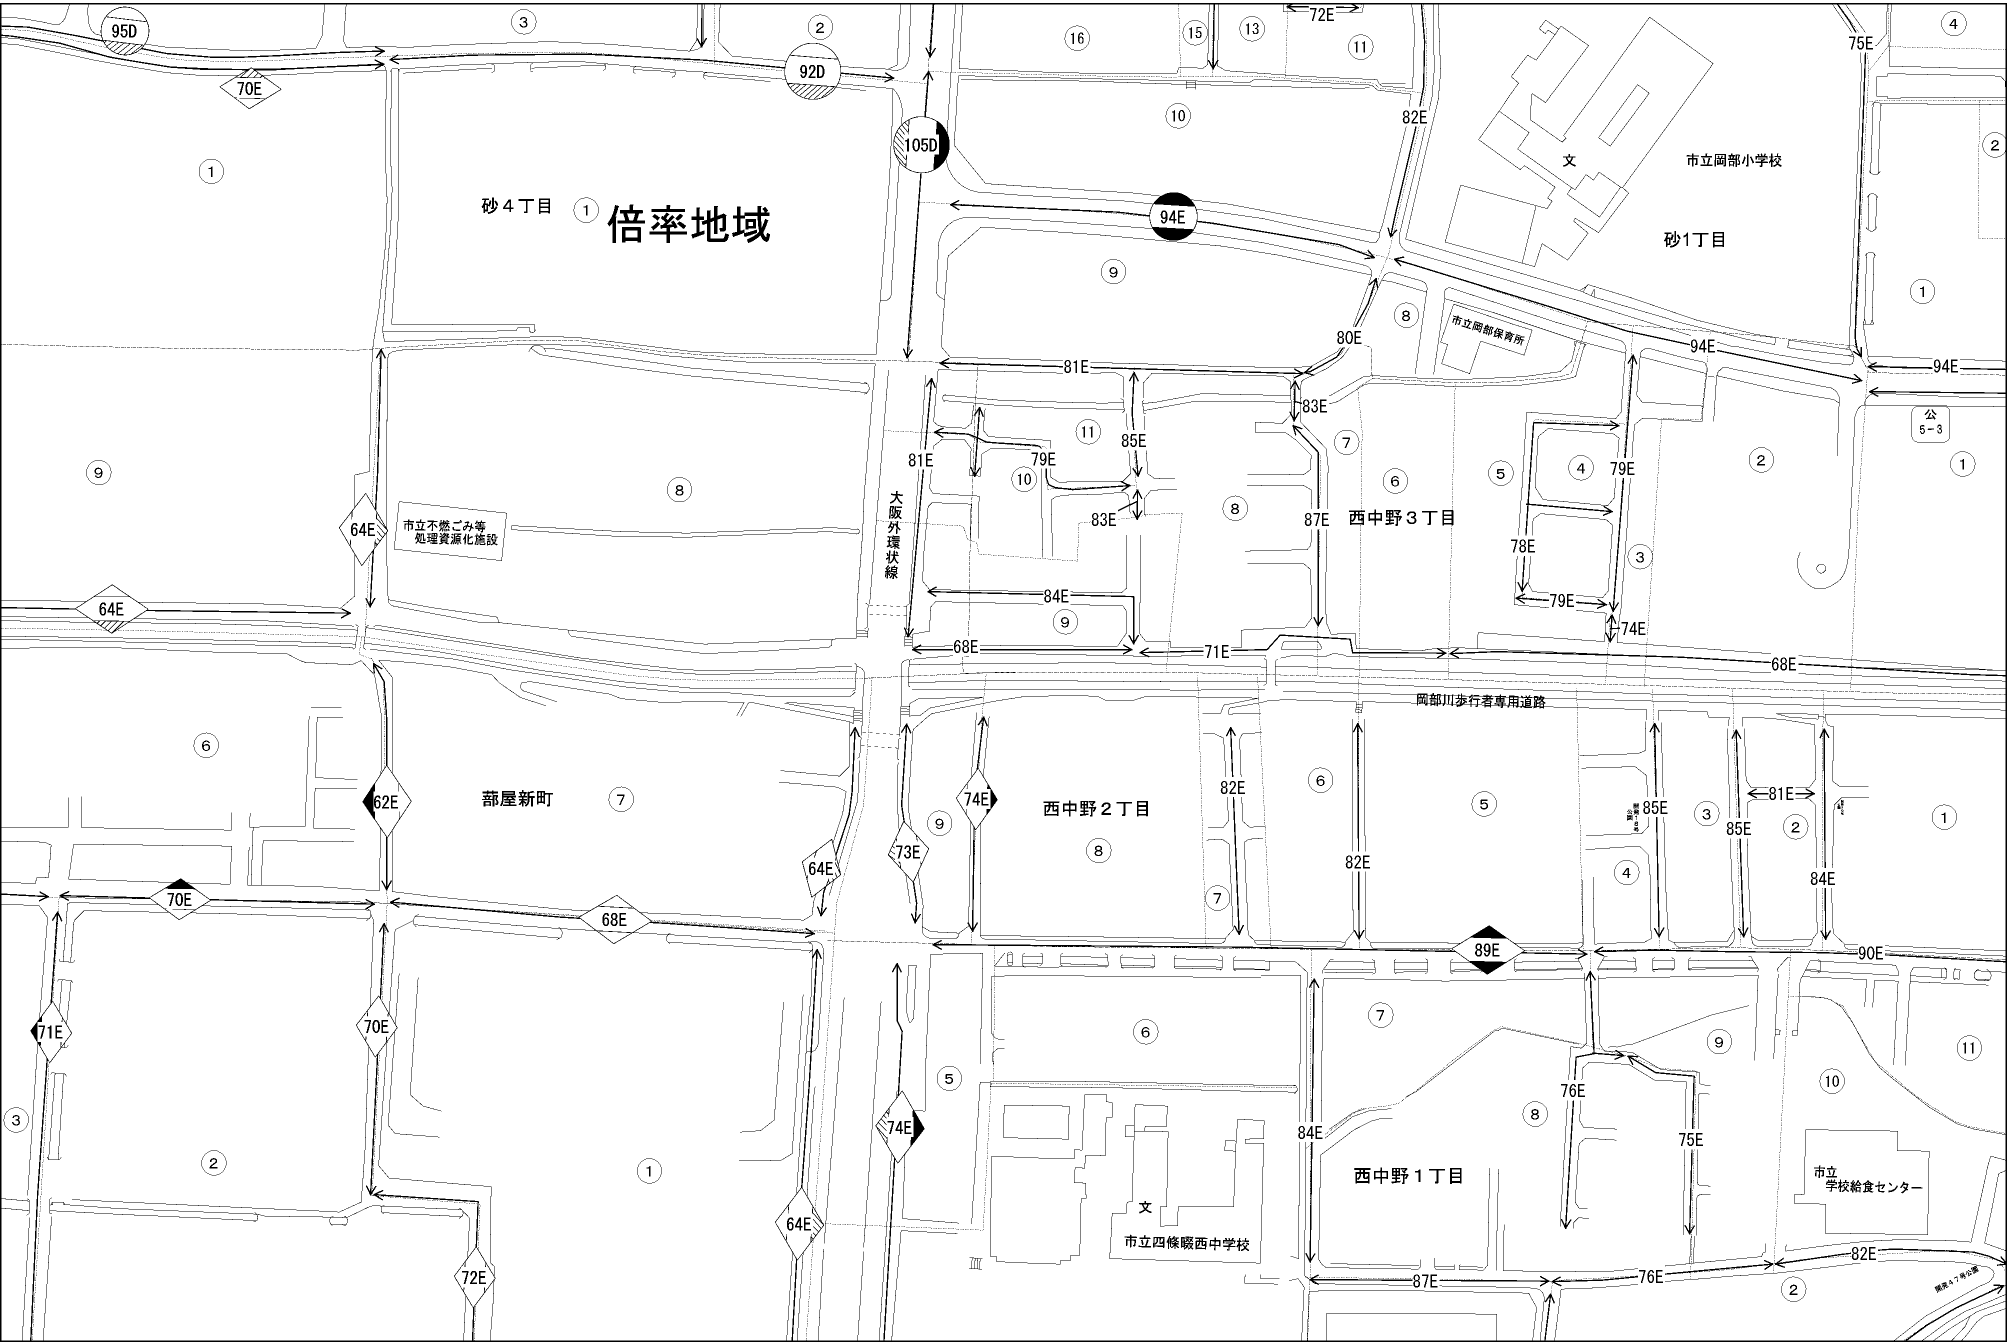 95D
3
2
16
15
13
72E
11
75E
4
70E
92D
105D
10
82E
文
市立岡部小学校
2
1
砂4丁目
1
倍率地域
94E
砂1丁目
9
8
市立岡部保育所
1
80E
81E
94E
94E
83E
公
5-3
9
8
81E
11
85E
79E
10
7
6
5
4
79E
2
1
64E
市立不燃ごみ等
処理資源化施設
大阪外環状線
83E
8
87E
西中野3丁目
78E
3
64E
84E
9
79E
74E
68E
71E
68E
岡部川歩行者専用道路
6
62E
蔀屋新町
7
64E
73E
9
74E
西中野2丁目
8
82E
7
6
82E
5
85E
4
3
85E
81E
2
84E
1
70E
68E
89E
90E
71E
70E
74E
5
6
7
9
11
3
2
1
76E
8
75E
10
84E
西中野1丁目
市立
学校給食センター
64E
文
市立四條畷西中学校
72E
87E
76E
82E
2
開発47号公園